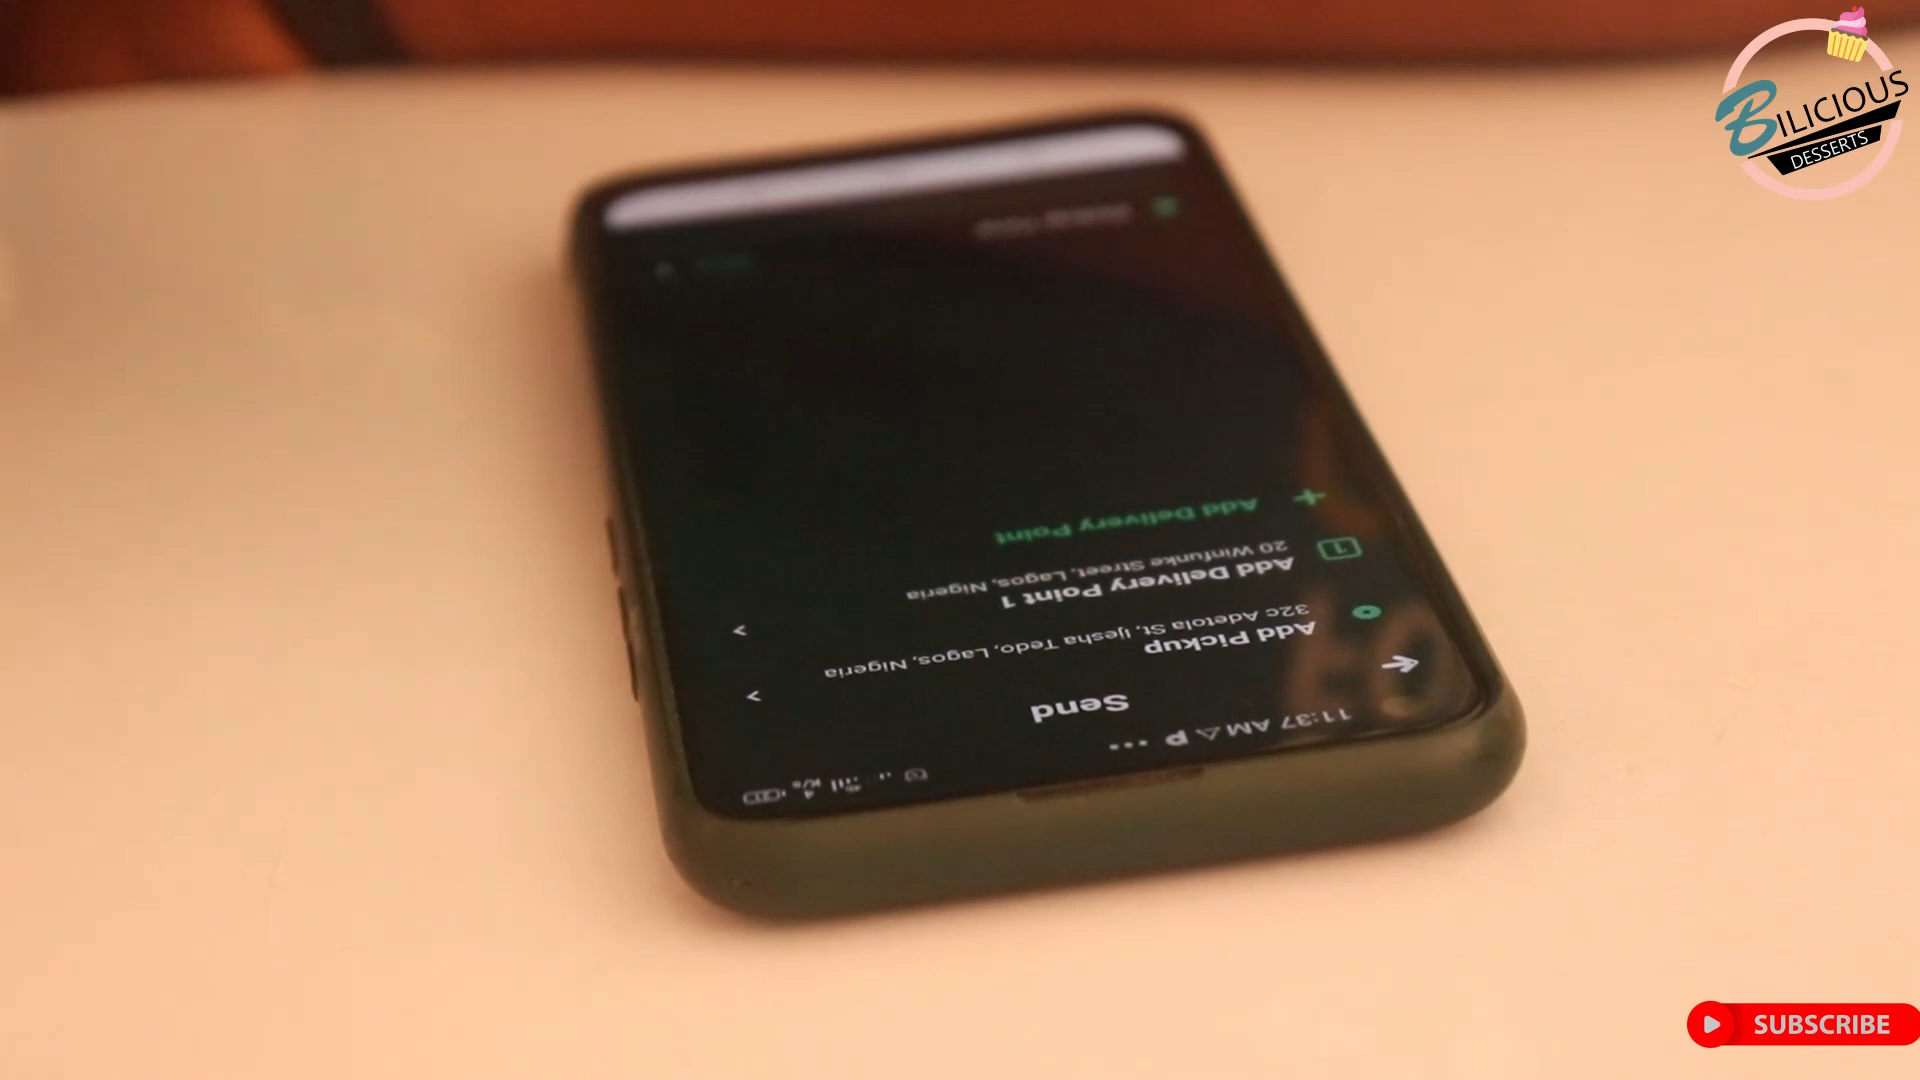 BILICIOUS
DESSERTS
11:37 AM
Send
Add Pickup
32c Adetola St, Ijesha Tedo, Lagos, Nigeria
Add Delivery Point 1
20 Winfunke Street, Lagos, Nigeria
1
Add Delivery Point
SUBSCRIBE